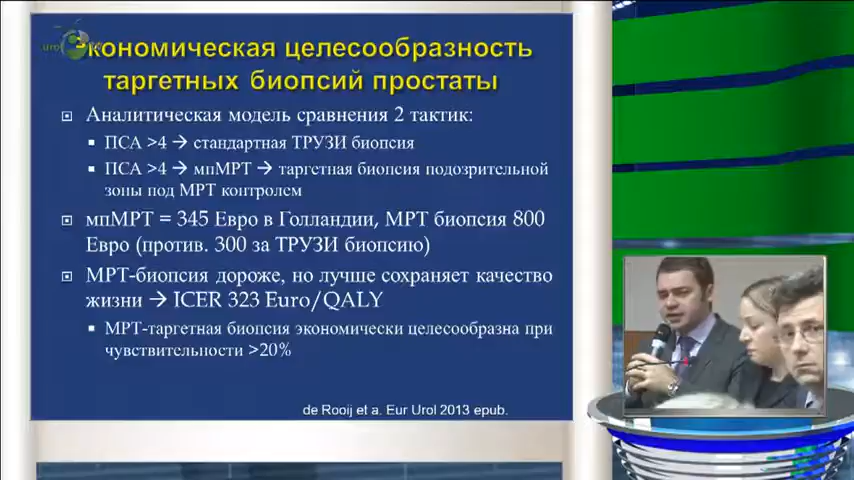 Экономическая целесообразность
таргетных биопсий простаты
Аналитическая модель сравнения 2 тактик:
ПСА >4 → стандартная ТРУЗИ биопсия
ПСА >4 → мпМРТ → таргетная биопсия подозрительной
зоны под МРТ контролем
мпМРТ = 345 Евро в Голландии, МРТ биопсия 800
Евро (против. 300 за ТРУЗИ биопсию)
МРТ-биопсия дороже, но лучше сохраняет качество
жизни → ICER 323 Euro/QALY
МРТ-таргетная биопсия экономически целесообразна при
чувствительности >20%
de Rooij et a. Eur Urol 2013 epub.